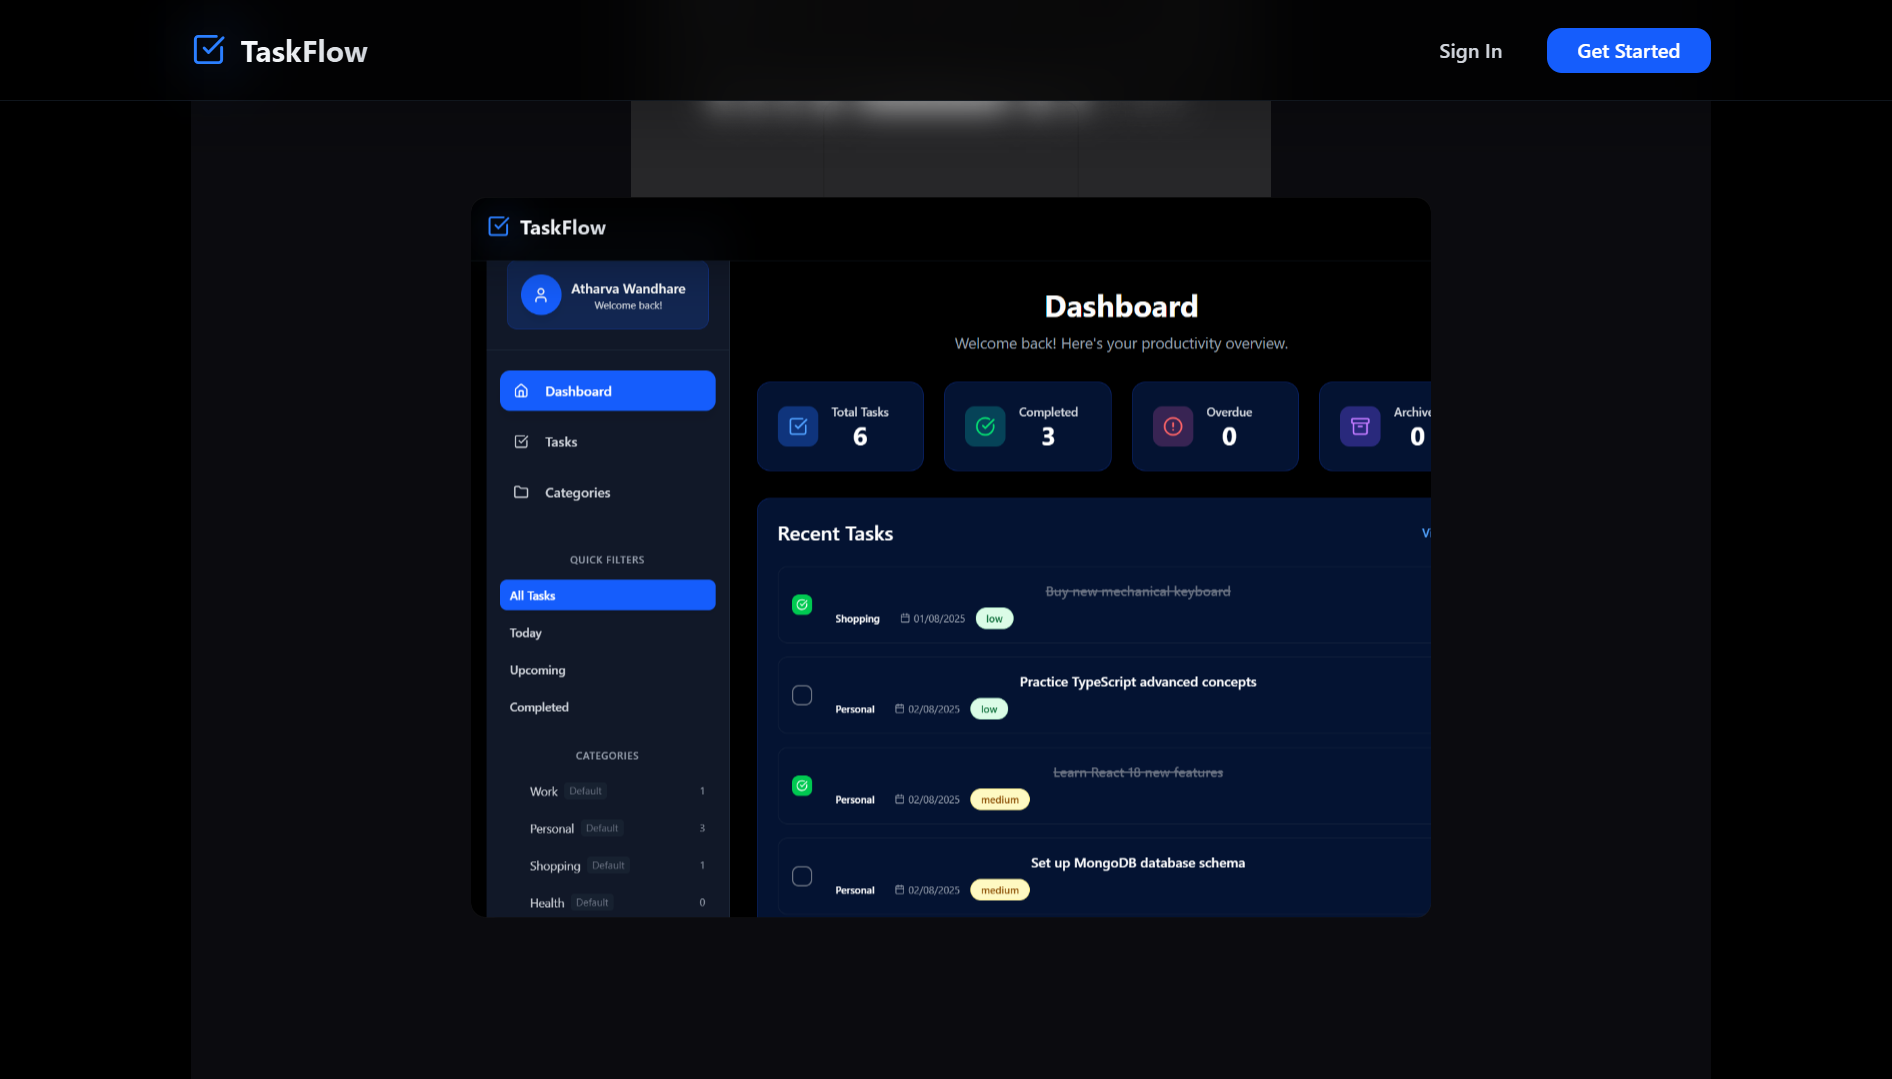 TaskFlow
Sign In
Get Started
TaskFlow
Atharva Wandhare
Welcome back!
Dashboard
Tasks
Categories
QUICK FILTERS
All Tasks
Today
Upcoming
Completed
CATEGORIES
Work Default 1
Personal Default 3
Shopping Default 1
Health Default 0
Dashboard
Welcome back! Here's your productivity overview.
Total Tasks
6
Completed
3
Overdue
0
Archive
0
Recent Tasks
Vi
Buy new mechanical keyboard
Shopping 01/08/2025 low
Practice TypeScript advanced concepts
Personal 02/08/2025 low
Learn React 18 new features
Personal 02/08/2025 medium
Set up MongoDB database schema
Personal 02/08/2025 medium